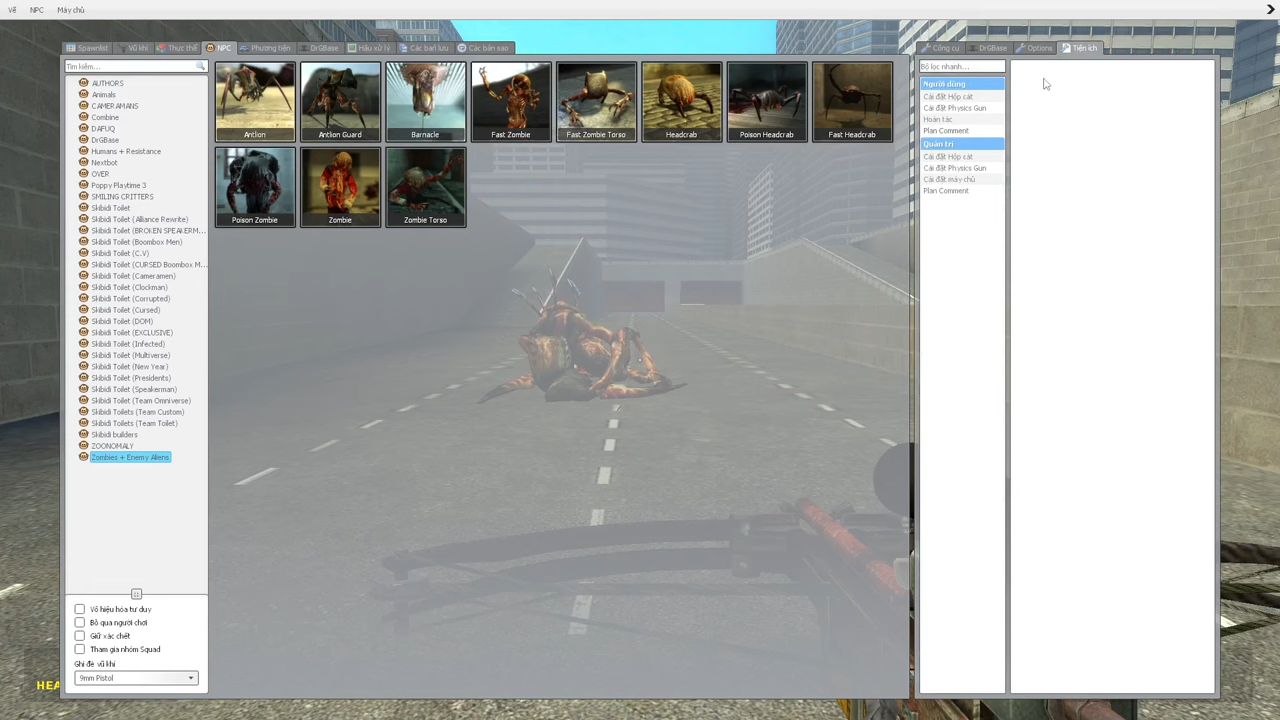 Vẽ NPC Máy chủ
Spawnlist Vũ khí Thực thể NPC Phương tiện DrGBase Hậu xử lý Các bản lưu Các bản sao
Công cụ DrGBase Options Tiện ích
Tìm kiếm...
AUTHORS
Animals
CAMERAMANS
Combine
DAFUQ
DrGBase
Humans + Resistance
Nextbot
OVER
Poppy Playtime 3
SMILING CRITTERS
Skibidi Toilet
Skibidi Toilet (Alliance Rewrite)
Skibidi Toilet (BROKEN SPEAKERM...
Skibidi Toilet (Boombox Men)
Skibidi Toilet (C.V)
Skibidi Toilet (CURSED Boombox M...
Skibidi Toilet (Cameramen)
Skibidi Toilet (Clockman)
Skibidi Toilet (Corrupted)
Skibidi Toilet (Cursed)
Skibidi Toilet (DOM)
Skibidi Toilet (EXCLUSIVE)
Skibidi Toilet (Infected)
Skibidi Toilet (Multiverse)
Skibidi Toilet (New Year)
Skibidi Toilet (Presidents)
Skibidi Toilet (Speakerman)
Skibidi Toilet (Team Omniverse)
Skibidi Toilets (Team Custom)
Skibidi Toilets (Team Toilet)
Skibidi builders
ZOONOMALY
Zombies + Enemy Aliens
Vô hiệu hóa tư duy
Bỏ qua người chơi
Giữ xác chết
Tham gia nhóm Squad
Ghi đè vũ khí
9mm Pistol
Antlion Antlion Guard Barnacle Fast Zombie Fast Zombie Torso Headcrab Poison Headcrab Fast Headcrab
Poison Zombie Zombie Zombie Torso
Bộ lọc nhanh...
Người dùng
Cài đặt Hộp cát
Cài đặt Physics Gun
Hoàn tác
Plan Comment
Quản trị
Cài đặt Hộp cát
Cài đặt Physics Gun
Cài đặt máy chủ
Plan Comment
HEA